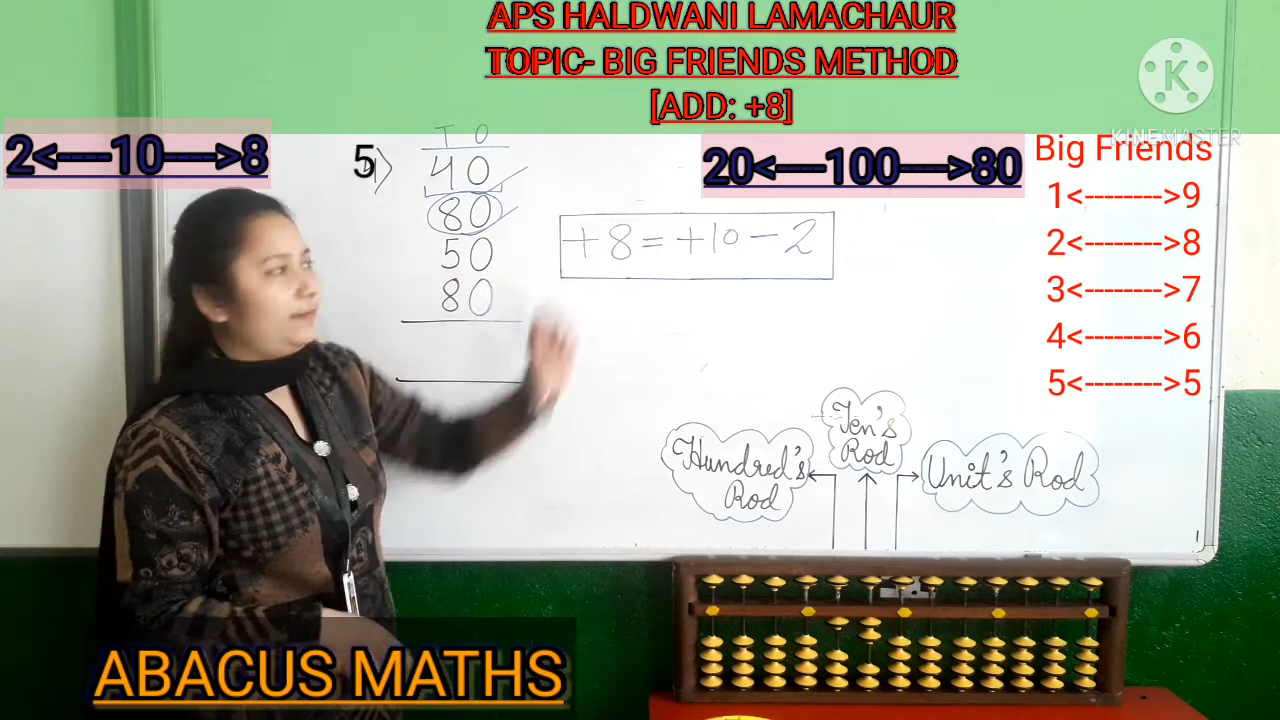 APS HALDWANI LAMACHAUR
TOPIC- BIG FRIENDS METHOD
[ADD: +8]
K
KINEMASTER
2<----10---->8
5
T O
40
80
50
80
20<----100---->80
+8=+10-2
Big Friends
1<-------->9
2<-------->8
3<-------->7
4<-------->6
5<-------->5
Hundred's
Rod
Ten's
Rod
Unit's Rod
ABACUS MATHS